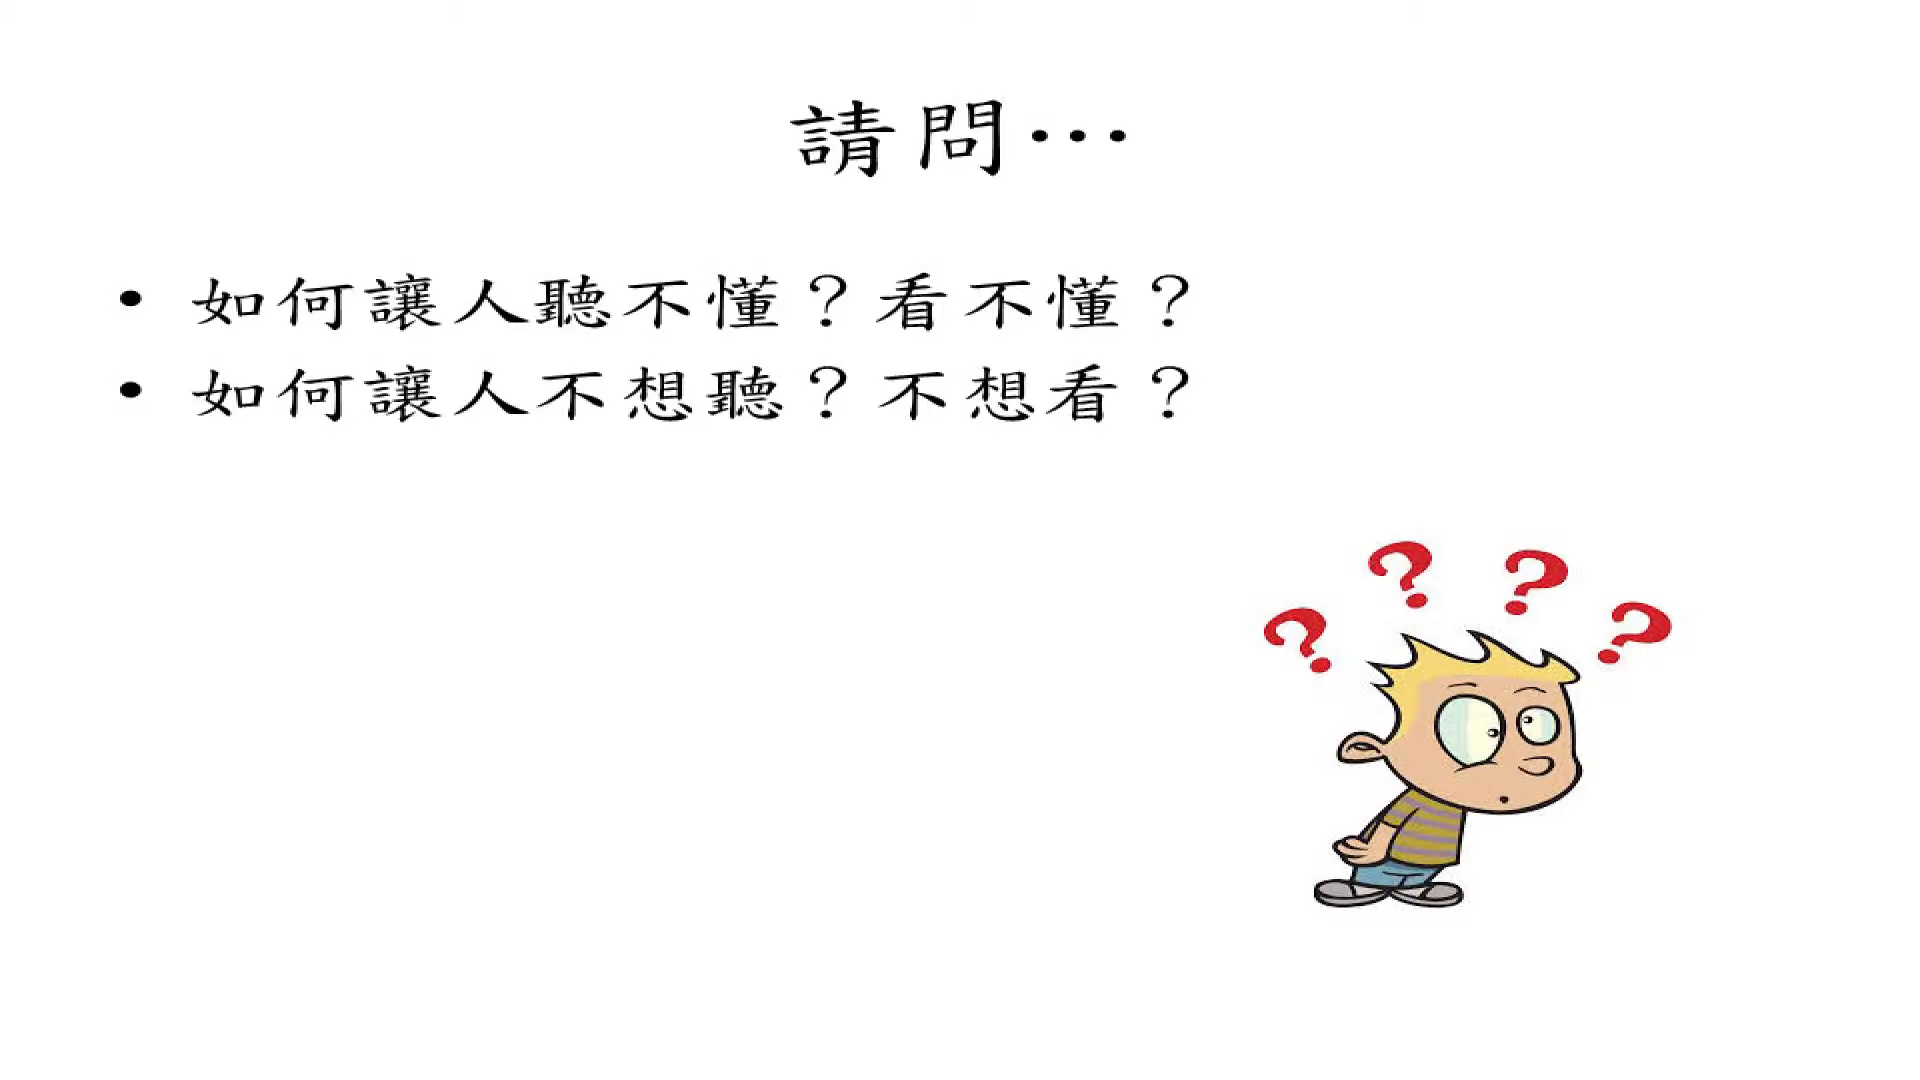 請問…
• 如何讓人聽不懂？看不懂？
• 如何讓人不想聽？不想看？
? ? ? ?